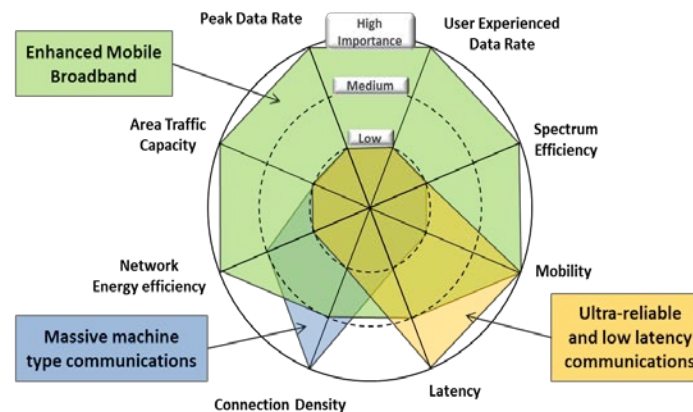 Peak Data Rate
High
Importance
User Experienced
Data Rate
Enhanced Mobile
Broadband
Medium
Area Traffic
Capacity
Low
Spectrum
Efficiency
Network
Energy efficiency
Mobility
Massive machine
type communications
Ultra-reliable
and low latency
communications
Connection Density
Latency